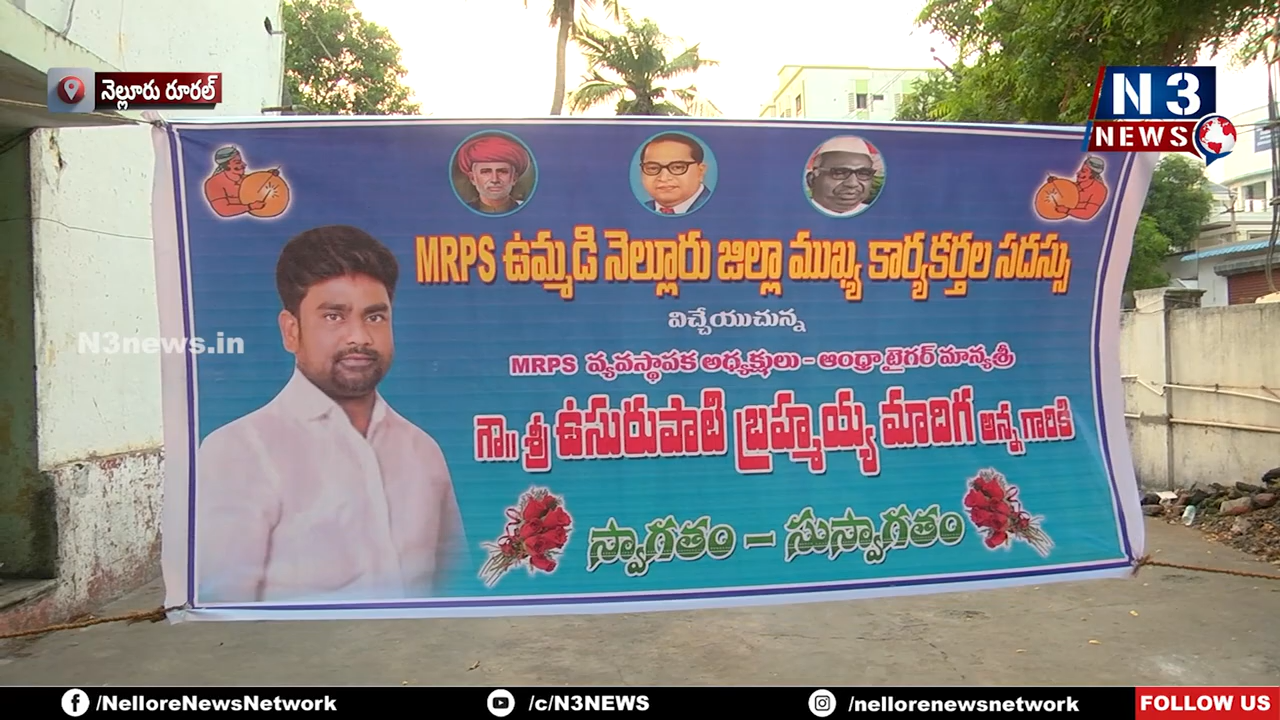 నెల్లూరు రూరల్
N3
NEWS
MRPS ఉమ్మడి నెల్లూరు జిల్లా ముఖ్య కార్యకర్తల సదస్సు
విచ్చేయుచున్న
N3news.in
MRPS వ్యవస్థాపక అధ్యక్షులు - ఆంధ్రా టైగర్ మాన్యశ్రీ
గౌ॥ శ్రీ ఉసురుపాటి బ్రహ్మయ్య మాదిగ అన్న గారికి
స్వాగతం - సుస్వాగతం
/NelloreNewsNetwork
/c/N3NEWS
/nellorenewsnetwork
FOLLOW US